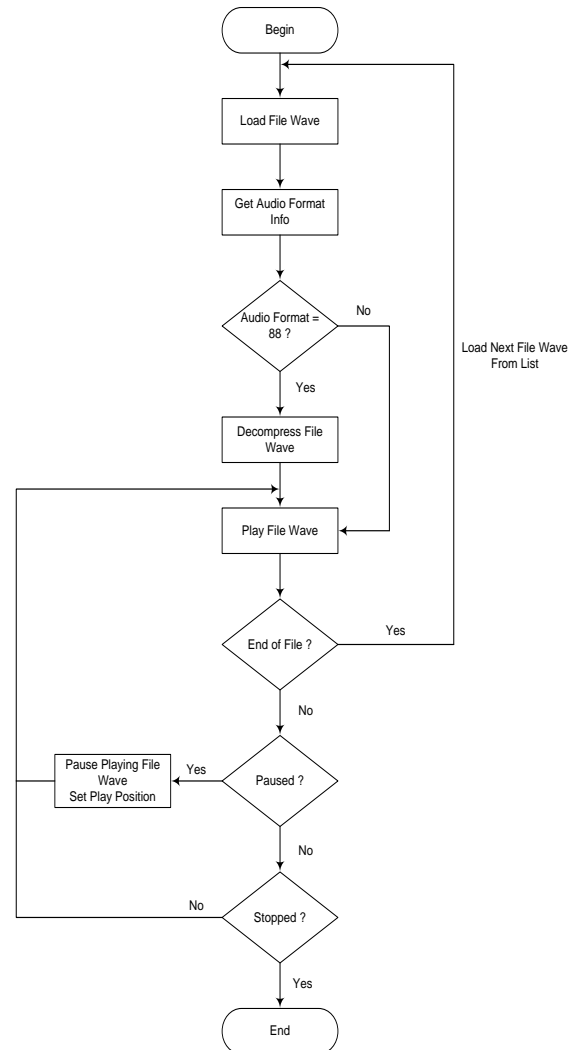 Begin
Load File Wave
Get Audio Format
Info
Audio Format =
88 ?
No
Load Next File Wave
From List
Yes
Decompress File
Wave
Play File Wave
End of File ?
Yes
No
Pause Playing File
Wave
Set Play Position
Yes
Paused ?
No
No
Stopped ?
Yes
End